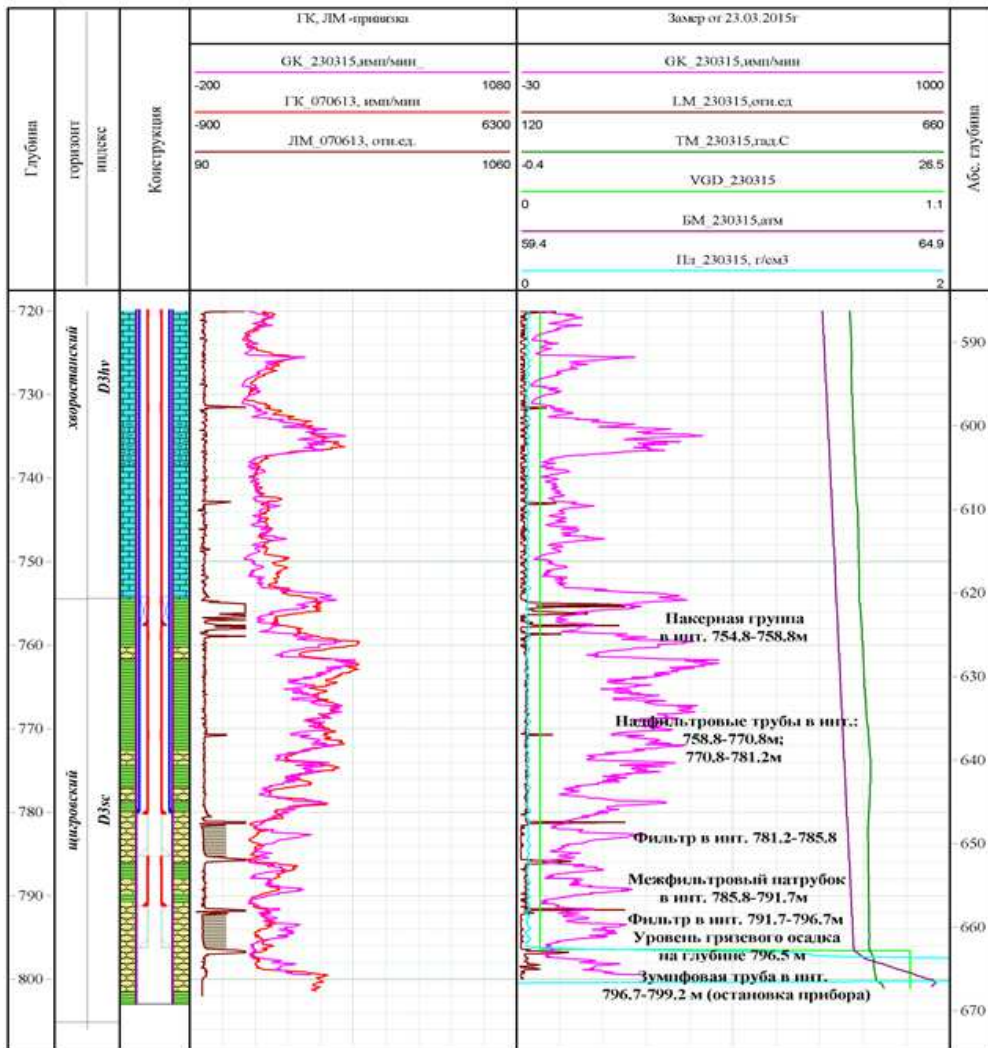 Глубина
горизонт
индекс
Конструкция
ГК, ЛМ -привязка
GK_230315,имп/мин_
-200 1080
ГК_070613, имп/мин
-900 6300
ЛМ_070613, отн.ед.
90 1060
Замер от 23.03.2015г
GK_230315,имп/мин
-30 1000
LM_230315,отн.ед
120 660
ТМ_230315,гад.С
-0.4 26.5
VGD_230315
0 1.1
БМ_230315,атм
59.4 64.9
Пл_230315, г/см3
0 2
Абс. глубина
720
730
740
750
760
770
780
790
800
хворостанский
D3hv
щигровский
D3sc
Пакерная группа
в инт. 754.8-758.8м
Надфильтровые трубы в инт.:
758.8-770.8м;
770.8-781.2м
Фильтр в инт. 781.2-785.8
Межфильтровый патрубок
в инт. 785.8-791.7м
Фильтр в инт. 791.7-796.7м
Уровень грязевого осадка
на глубине 796.5 м
Зумпфовая труба в инт.
796.7-799.2 м (остановка прибора)
590
600
610
620
630
640
650
660
670